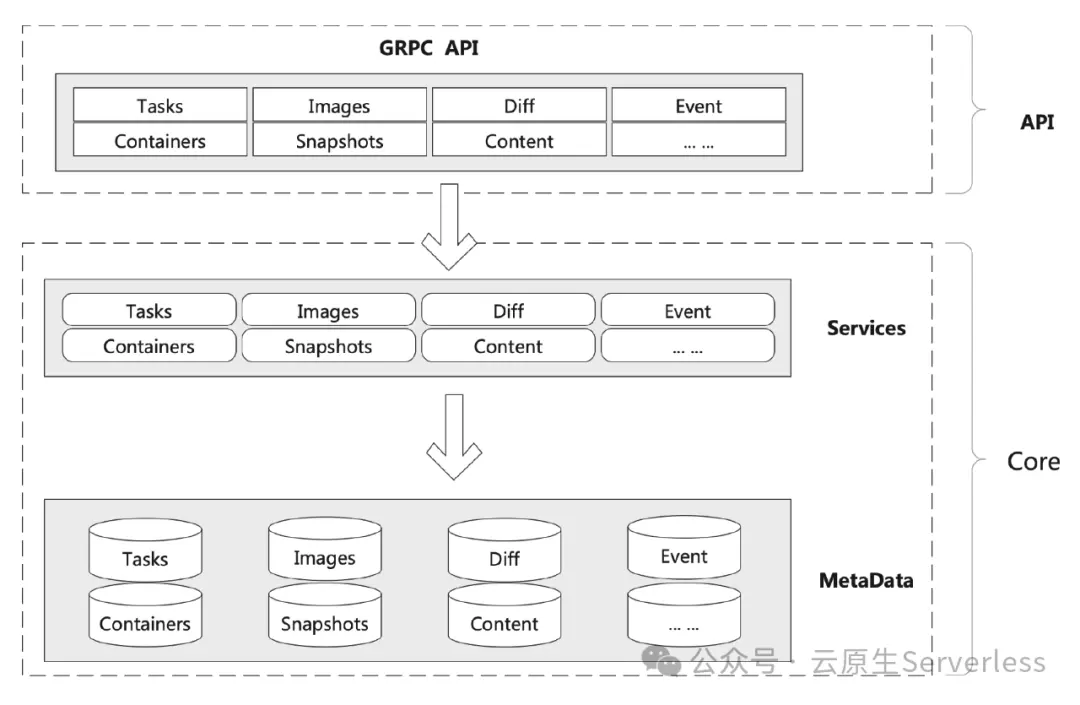 GRPC API
Tasks Images Diff Event
Containers Snapshots Content ... ...
API
Tasks Images Diff Event
Containers Snapshots Content ... ...
Services
Core
Tasks Images Diff Event
Containers Snapshots Content ... ...
MetaData
公众号 · 云原生Serverless